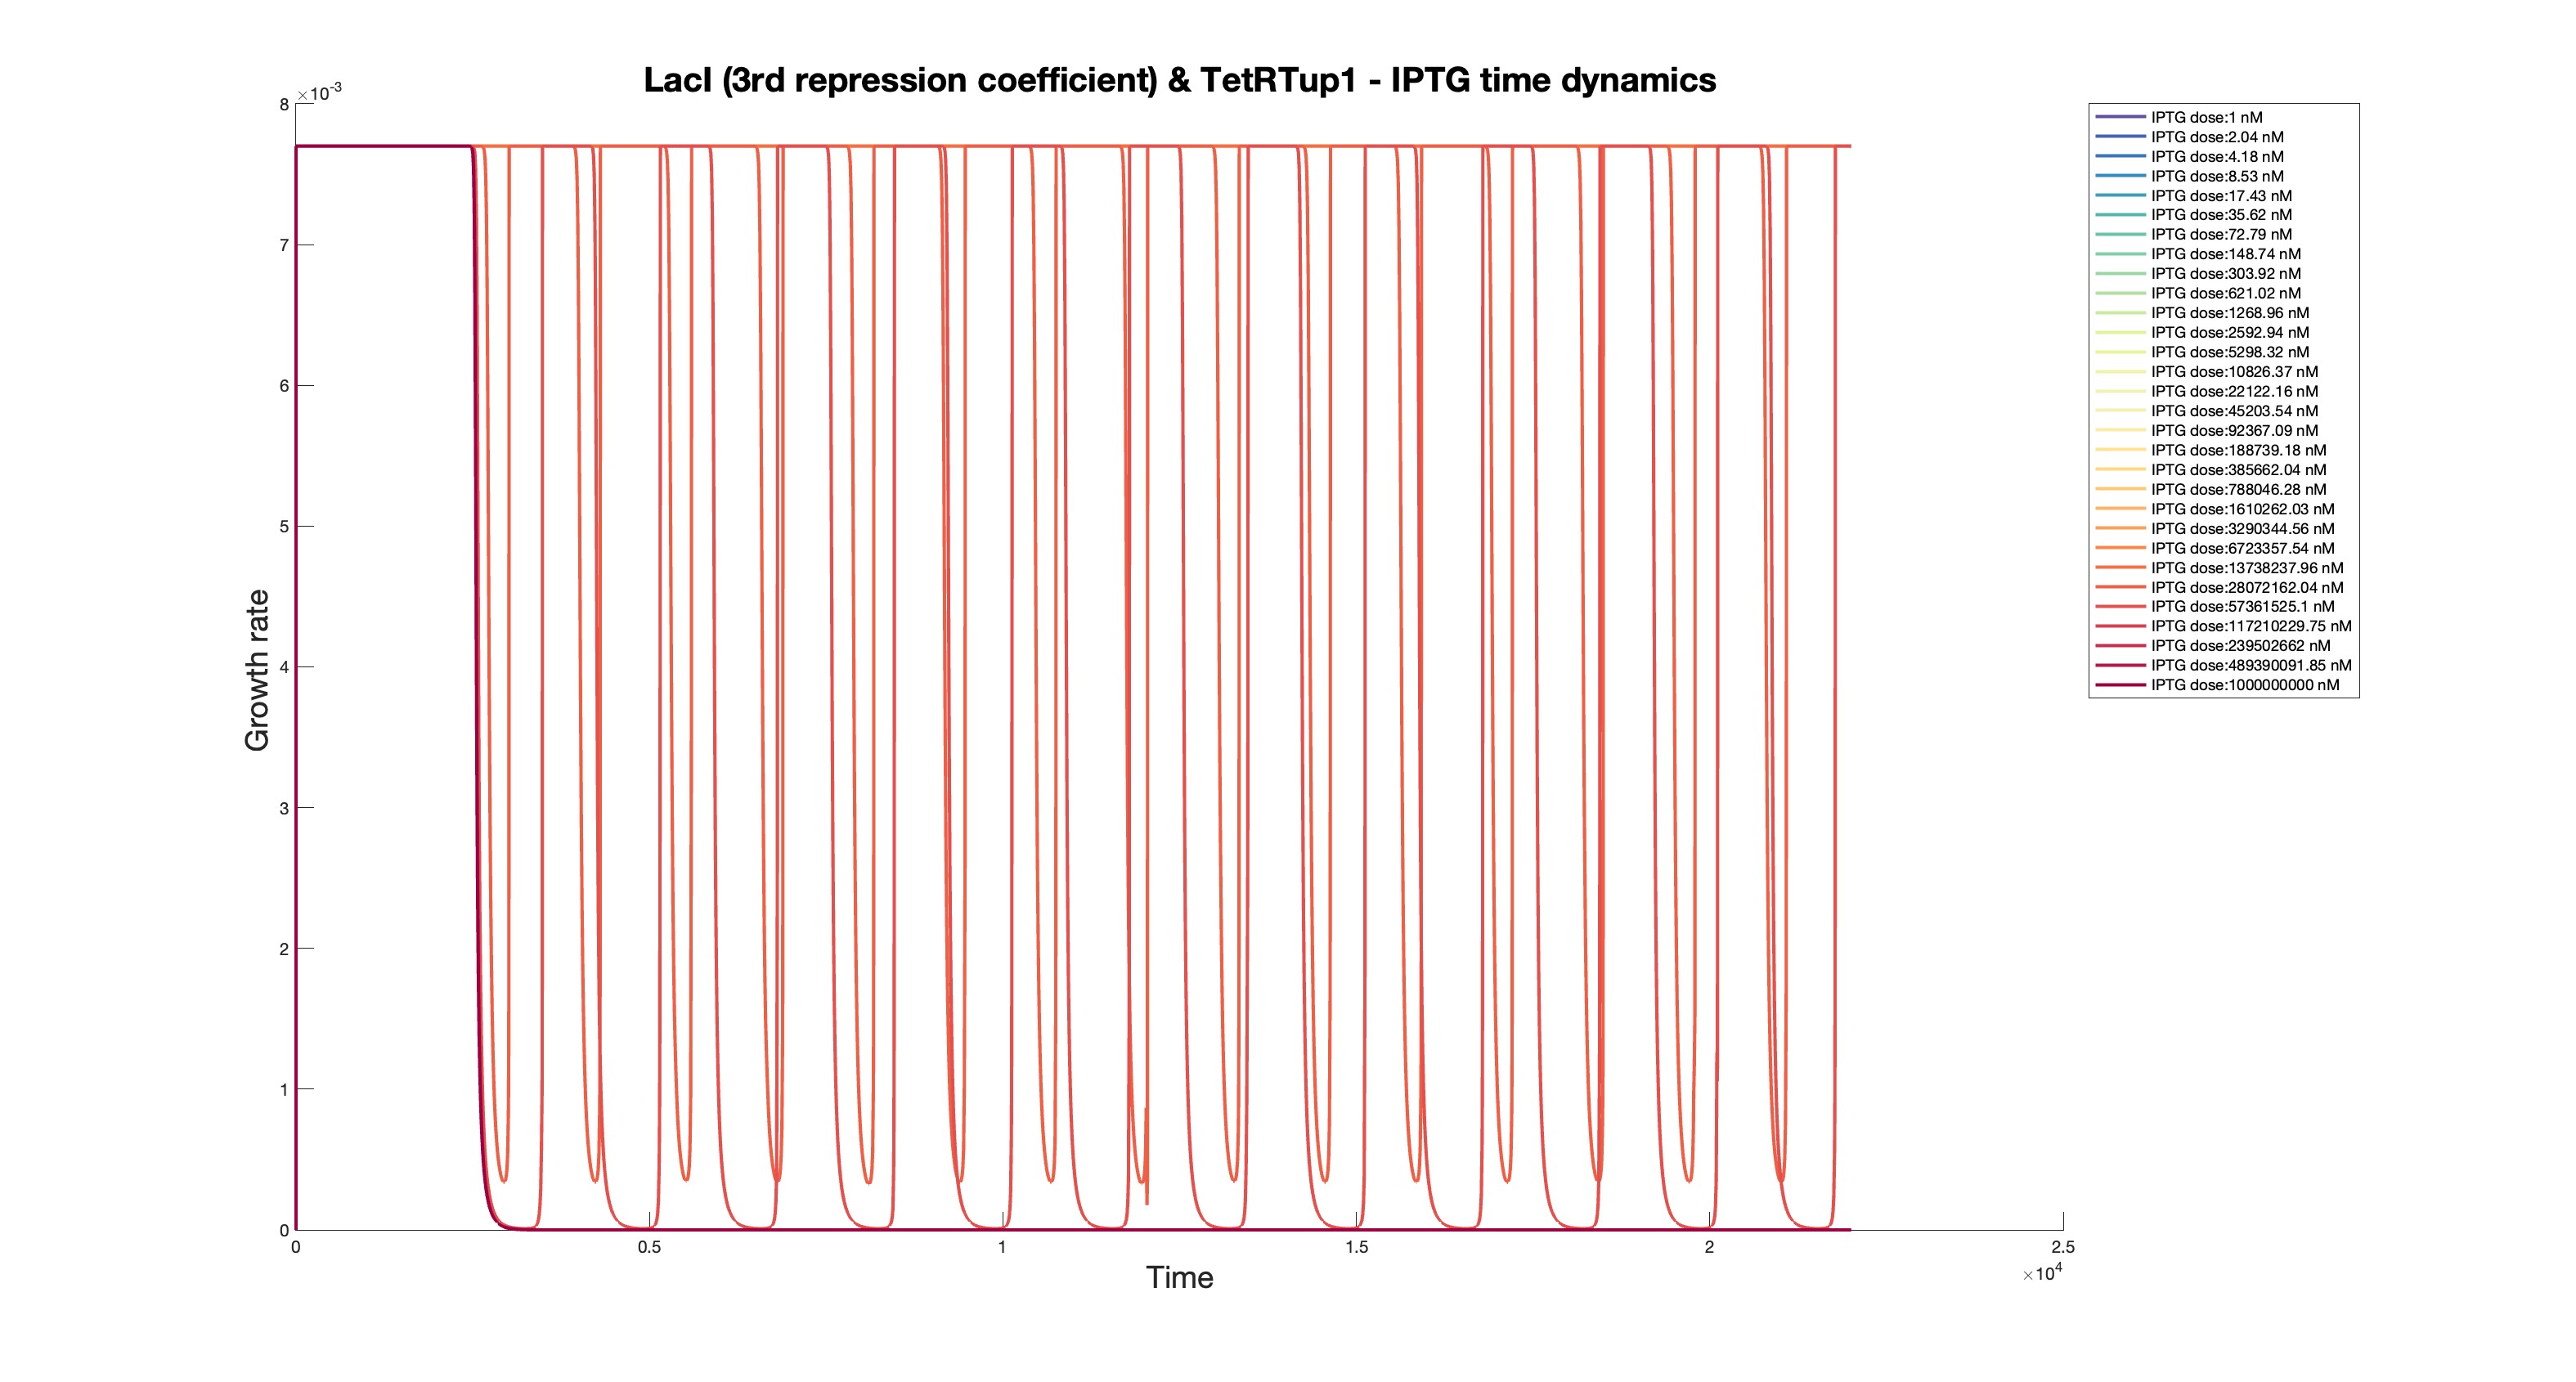 LacI (3rd repression coefficient) & TetRTup1 - IPTG time dynamics
×10-3
8
7
6
5
4
3
2
1
0
Growth rate
0 0.5 1 1.5 2 2.5
×104
Time
IPTG dose:1 nM
IPTG dose:2.04 nM
IPTG dose:4.18 nM
IPTG dose:8.53 nM
IPTG dose:17.43 nM
IPTG dose:35.62 nM
IPTG dose:72.79 nM
IPTG dose:148.74 nM
IPTG dose:303.92 nM
IPTG dose:621.02 nM
IPTG dose:1268.96 nM
IPTG dose:2592.94 nM
IPTG dose:5298.32 nM
IPTG dose:10826.37 nM
IPTG dose:22122.16 nM
IPTG dose:45203.54 nM
IPTG dose:92367.09 nM
IPTG dose:188739.18 nM
IPTG dose:385662.04 nM
IPTG dose:788046.28 nM
IPTG dose:1610262.03 nM
IPTG dose:3290344.56 nM
IPTG dose:6723357.54 nM
IPTG dose:13738237.96 nM
IPTG dose:28072162.04 nM
IPTG dose:57361525.1 nM
IPTG dose:117210229.75 nM
IPTG dose:239502662 nM
IPTG dose:489390091.85 nM
IPTG dose:1000000000 nM